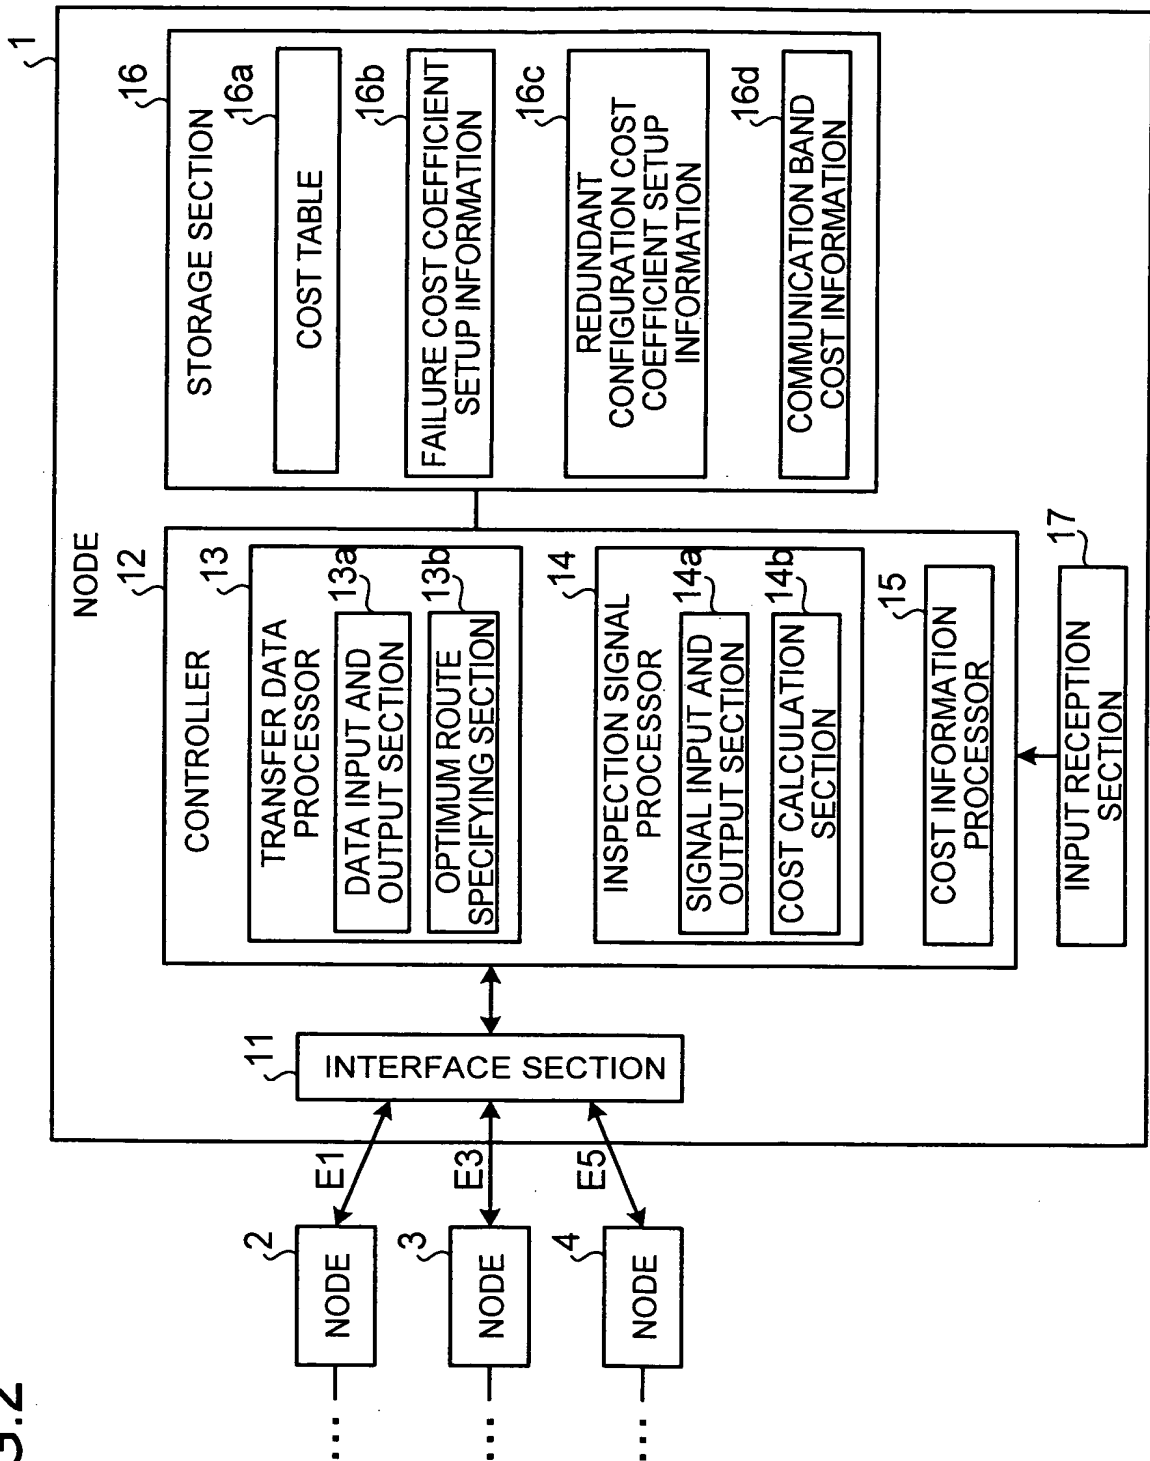 G.2
1
NODE
2
NODE
3
NODE
4
NODE
E1
E3
E5
11
INTERFACE SECTION
12
CONTROLLER
13
TRANSFER DATA
PROCESSOR
13a
DATA INPUT AND
OUTPUT SECTION
13b
OPTIMUM ROUTE
SPECIFYING SECTION
14
INSPECTION SIGNAL
PROCESSOR
14a
SIGNAL INPUT AND
OUTPUT SECTION
14b
COST CALCULATION
SECTION
15
COST INFORMATION
PROCESSOR
17
INPUT RECEPTION
SECTION
16
STORAGE SECTION
16a
COST TABLE
16b
FAILURE COST COEFFICIENT
SETUP INFORMATION
16c
REDUNDANT
CONFIGURATION COST
COEFFICIENT SETUP
INFORMATION
16d
COMMUNICATION BAND
COST INFORMATION